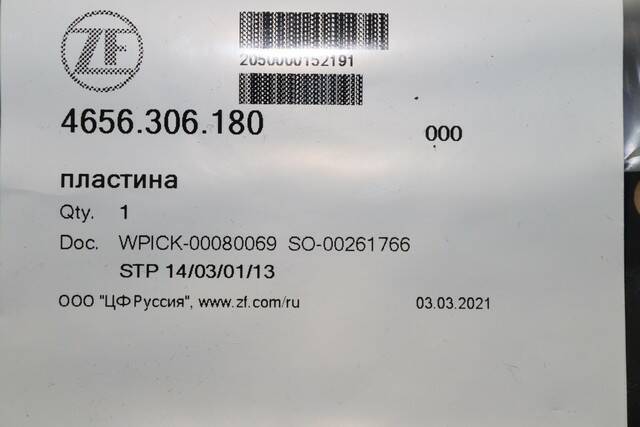 ZF
2050000152191
4656.306.180 000
пластина
Qty. 1
Doc. WPICK-00080069 SO-00261766
STP 14/03/01/13
ООО "ЦФ Руссия", www.zf.com/ru 03.03.2021